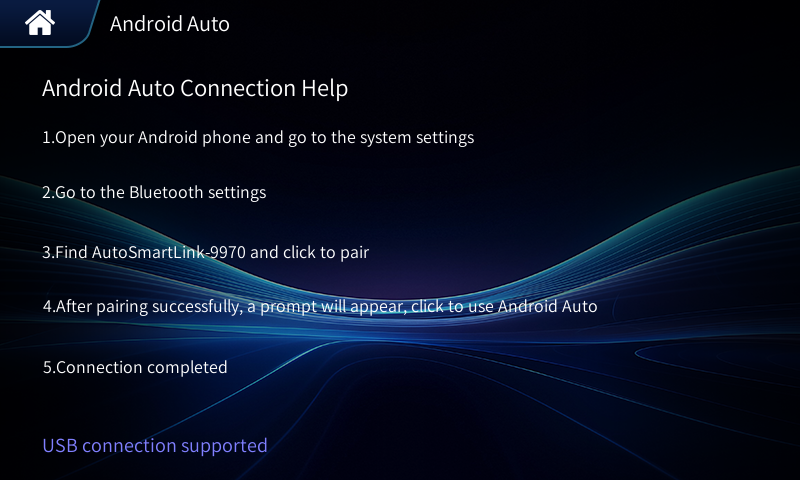 Android Auto
Android Auto Connection Help
1.Open your Android phone and go to the system settings
2.Go to the Bluetooth settings
3.Find AutoSmartLink-9970 and click to pair
4.After pairing successfully, a prompt will appear, click to use Android Auto
5.Connection completed
USB connection supported